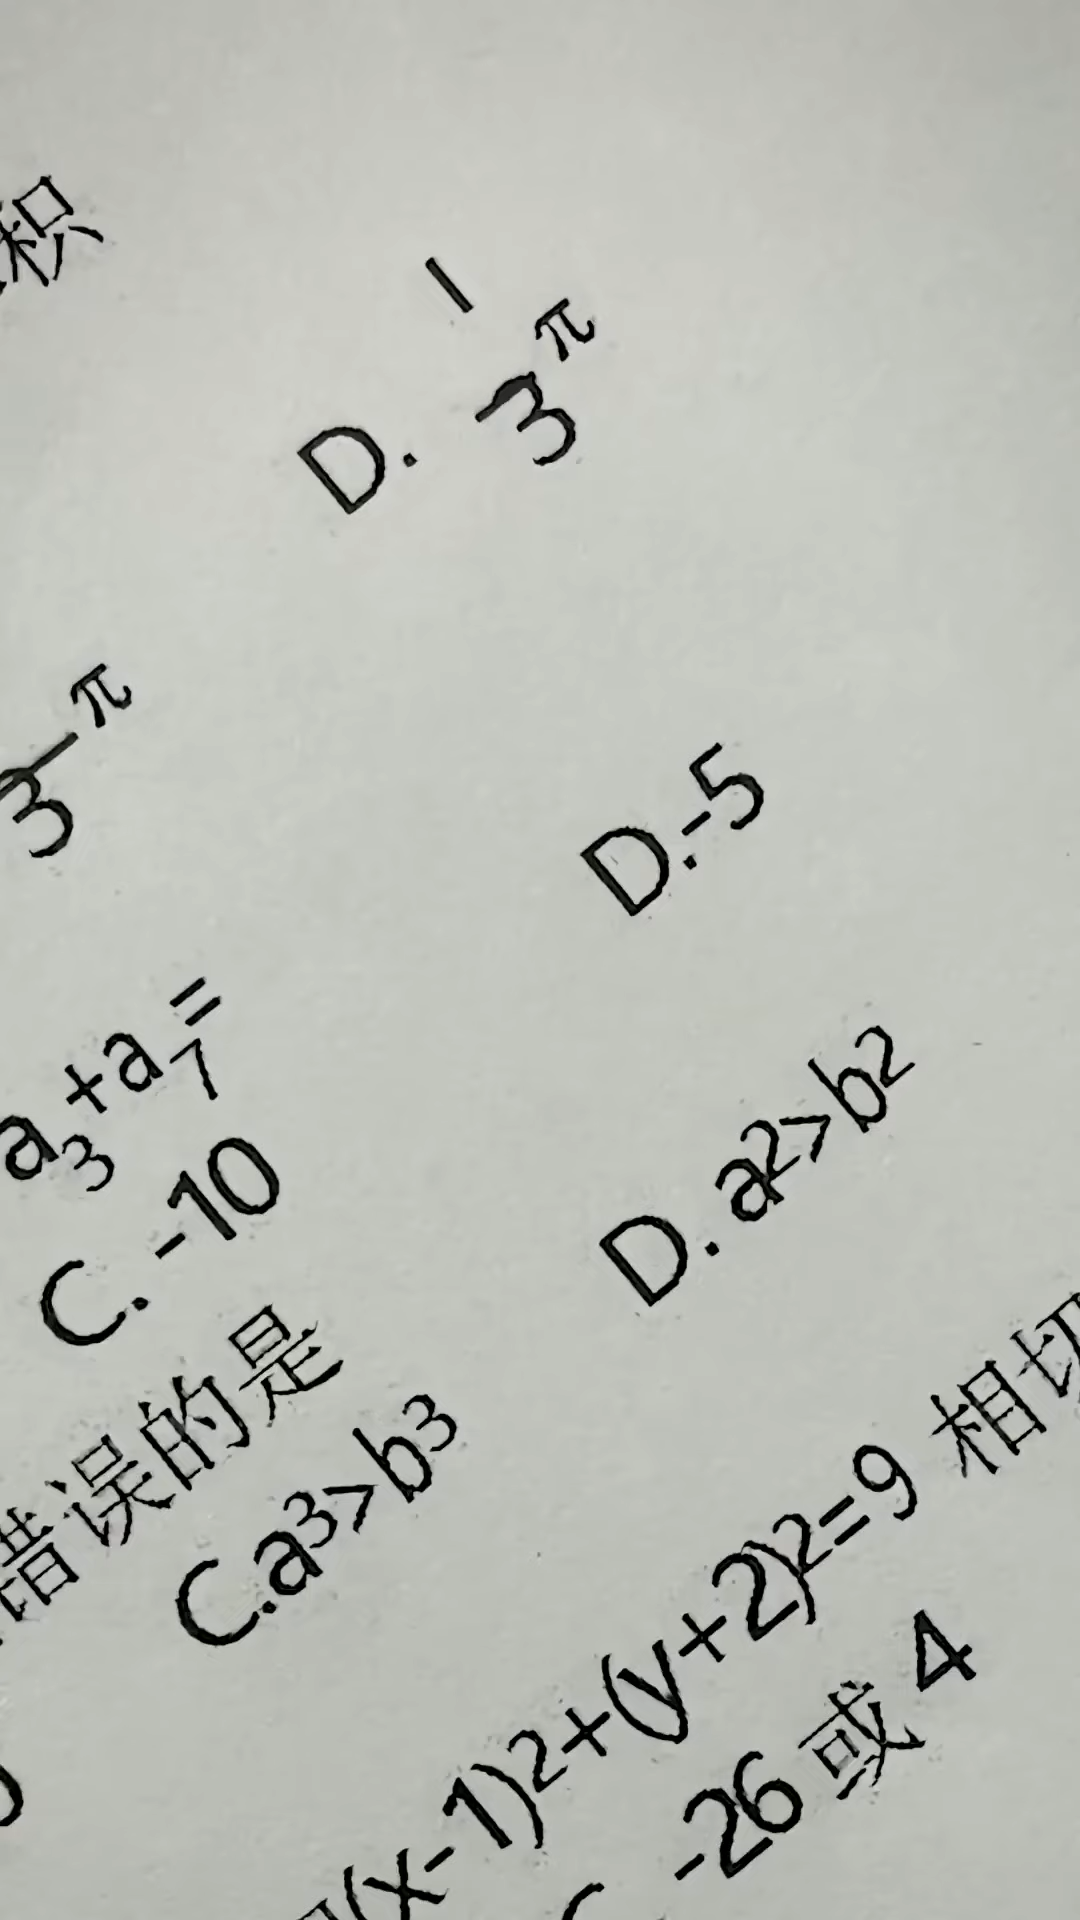 积
D. 1/3 π
3 π
a₃+a₇=
C. -10 D.-5
错误的是
C.a³>b³ D. a²>b²
(x-1)²+(y+2)²=9 相切
-26 或 4